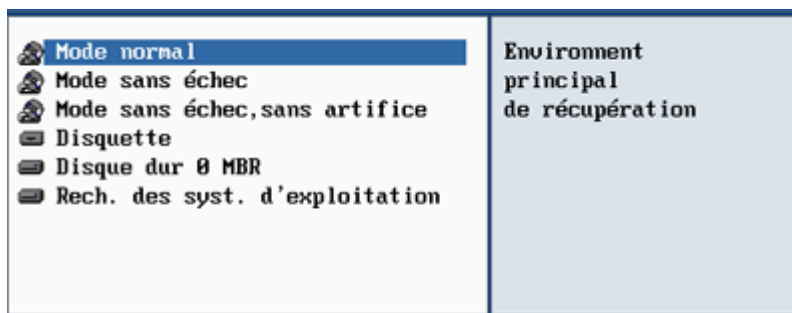 Mode normal
Mode sans échec
Mode sans échec,sans artifice
Disquette
Disque dur 0 MBR
Rech. des syst. d'exploitation
Environment
principal
de récupération